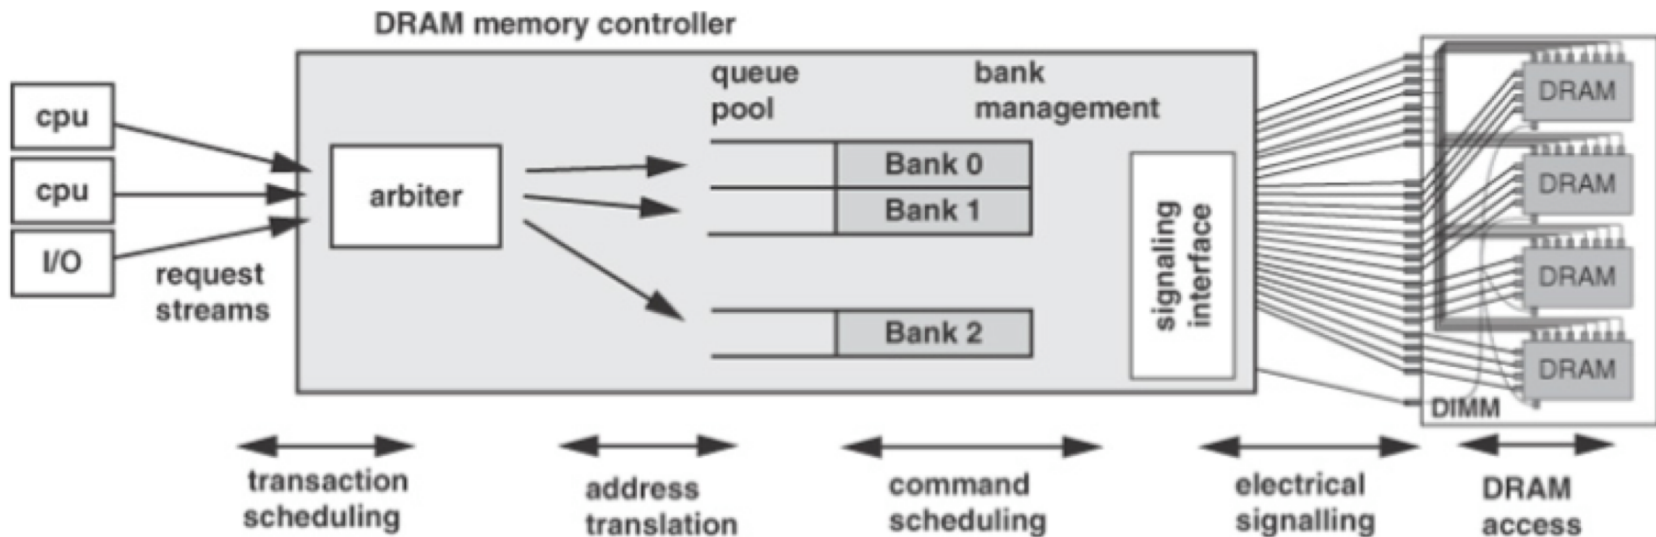 DRAM memory controller
cpu
cpu
I/O
request
streams
arbiter
queue
pool
bank
management
Bank 0
Bank 1
Bank 2
signaling
interface
DRAM
DRAM
DRAM
DRAM
DIMM
transaction
scheduling
address
translation
command
scheduling
electrical
signalling
DRAM
access